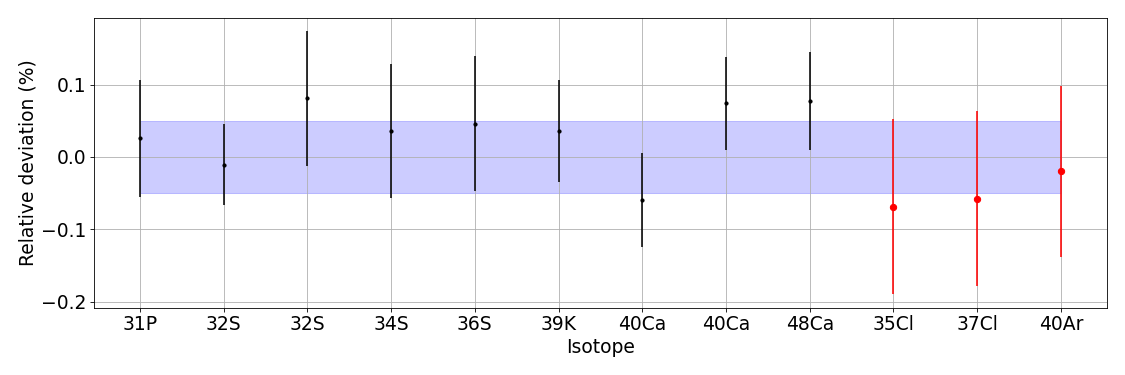 Relative deviation (%)
0.1
0.0
−0.1
−0.2
31P 32S 32S 34S 36S 39K 40Ca 40Ca 48Ca 35Cl 37Cl 40Ar
Isotope